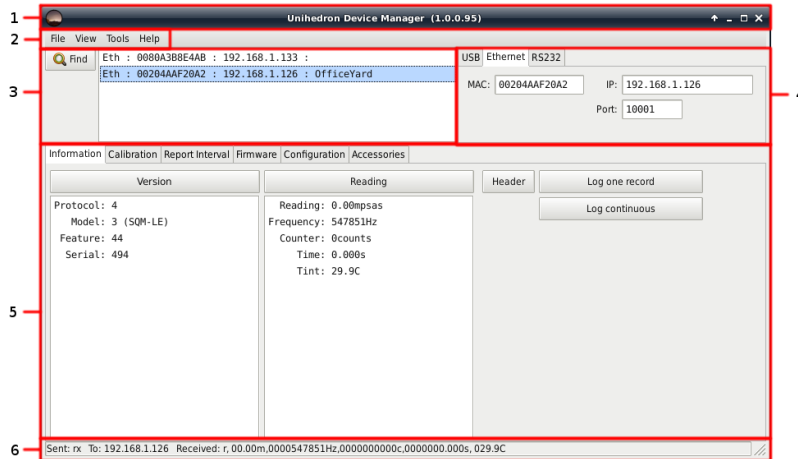 1
Unihedron Device Manager (1.0.0.95)
2
File View Tools Help
3
Find
Eth : 0080A3B8E4AB : 192.168.1.133 :
Eth : 00204AAF20A2 : 192.168.1.126 : OfficeYard
USB Ethernet RS232
MAC: 00204AAF20A2 IP: 192.168.1.126
Port: 10001
Information Calibration Report Interval Firmware Configuration Accessories
Version Reading Header Log one record
Log continuous
Protocol: 4
Model: 3 (SQM-LE)
Feature: 44
Serial: 494
Reading: 0.00mpsas
Frequency: 547851Hz
Counter: 0counts
Time: 0.000s
Tint: 29.9C
5
6
Sent: rx To: 192.168.1.126 Received: r, 00.00m,0000547851Hz,0000000000c,0000000.000s, 029.9C